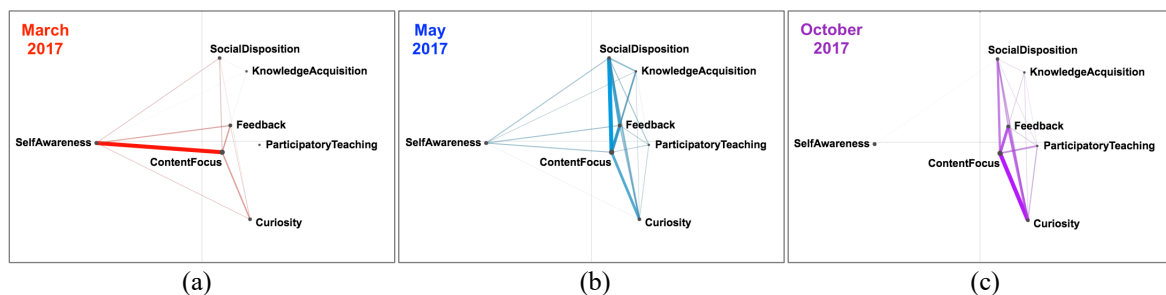 March
2017
SocialDisposition
KnowledgeAcquisition
Feedback
SelfAwareness
ParticipatoryTeaching
ContentFocus
Curiosity
(a)
May
2017
SocialDisposition
KnowledgeAcquisition
Feedback
SelfAwareness
ParticipatoryTeaching
ContentFocus
Curiosity
(b)
October
2017
SocialDisposition
KnowledgeAcquisition
Feedback
SelfAwareness
ParticipatoryTeaching
ContentFocus
Curiosity
(c)